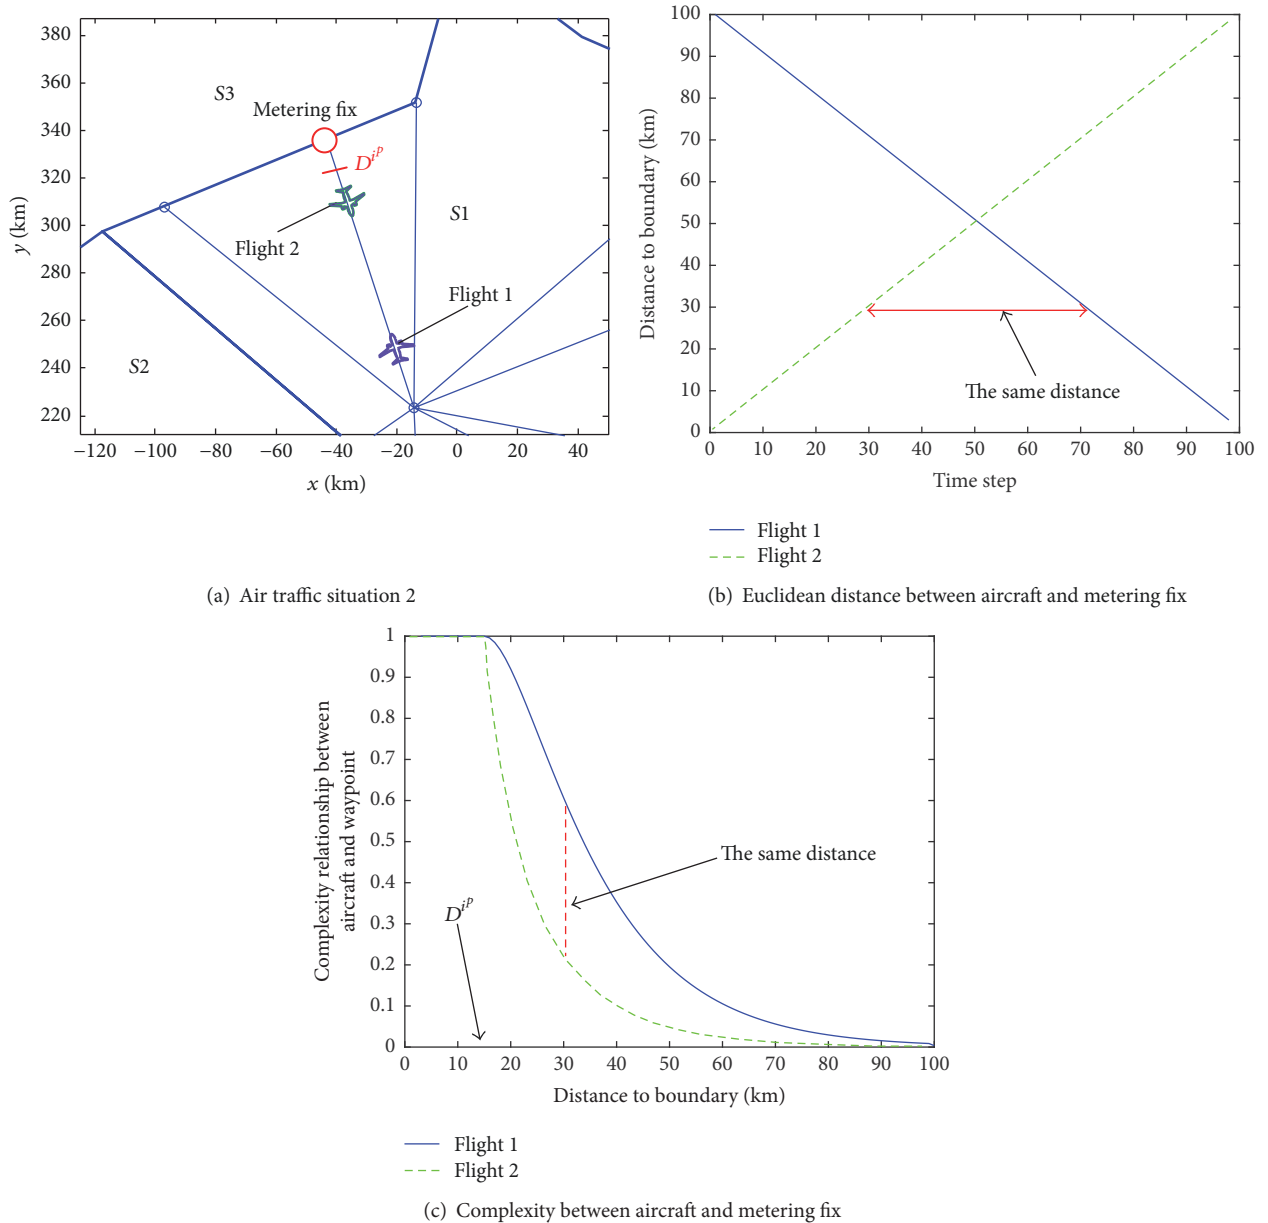 380
360
340
320
300
280
260
240
220
y (km)
S3
Metering fix
D^{i^p}
S1
Flight 2
Flight 1
S2
−120
−100
−80
−60
−40
−20
0
20
40
x (km)
(a) Air traffic situation 2
100
90
80
70
60
50
40
30
20
10
0
Distance to boundary (km)
The same distance
0
10
20
30
40
50
60
70
80
90
100
Time step
Flight 1
Flight 2
(b) Euclidean distance between aircraft and metering fix
1
0.9
0.8
0.7
0.6
0.5
0.4
0.3
0.2
0.1
0
Complexity relationship between
aircraft and waypoint
The same distance
D^{i^p}
0
10
20
30
40
50
60
70
80
90
100
Distance to boundary (km)
Flight 1
Flight 2
(c) Complexity between aircraft and metering fix